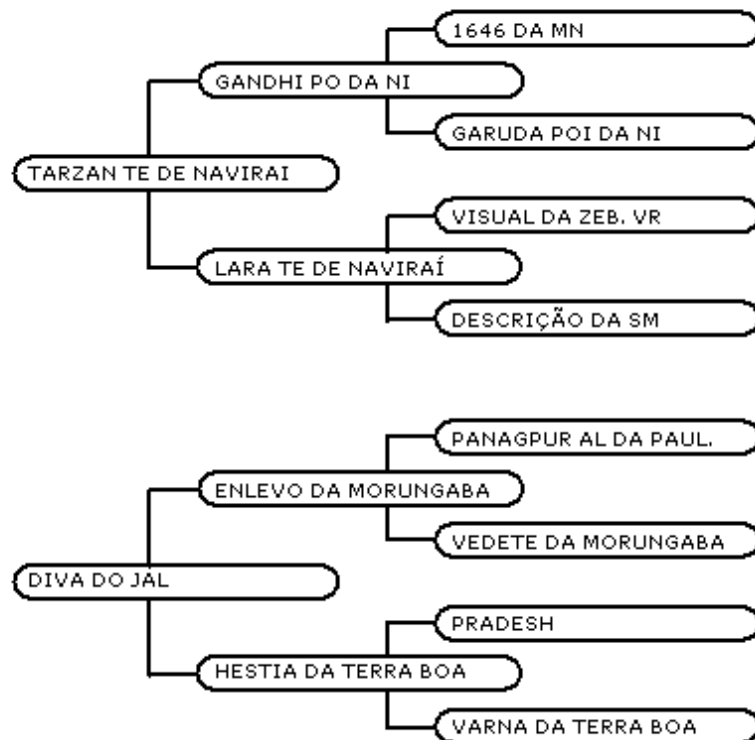 1646 DA MN
GANDHI PO DA NI
GARUDA POI DA NI
TARZAN TE DE NAVIRAI
VISUAL DA ZEB. VR
LARA TE DE NAVIRAÍ
DESCRIÇÃO DA SM
PANAGPUR AL DA PAUL.
ENLEVO DA MORUNGABA
VEDETE DA MORUNGABA
DIVA DO JAL
PRADESH
HESTIA DA TERRA BOA
VARNA DA TERRA BOA